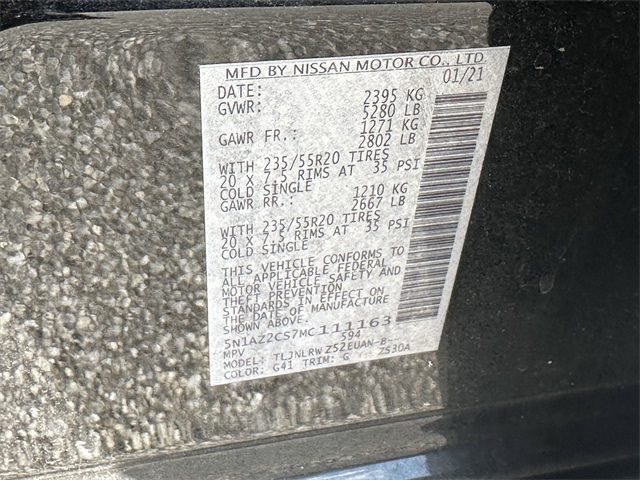 MFD BY NISSAN MOTOR CO., LTD.
DATE: 01/21
GVWR: 2395 KG
5280 LB
GAWR FR.: 1271 KG
2802 LB
WITH 235/55R20 TIRES
20 X 7.5 RIMS AT 35 PSI
COLD SINGLE
GAWR RR.: 1210 KG
2667 LB
WITH 235/55R20 TIRES
20 X 7.5 RIMS AT 35 PSI
COLD SINGLE
THIS VEHICLE CONFORMS TO
ALL APPLICABLE FEDERAL
MOTOR VEHICLE SAFETY AND
THEFT PREVENTION
STANDARDS IN EFFECT ON
THE DATE OF MANUFACTURE
SHOWN ABOVE.
5N1AZ2CS7MC111163
MPV 594
MODEL: TLJNLRWZ52EUAN-B-
COLOR: G41 TRIM: G ZS30A